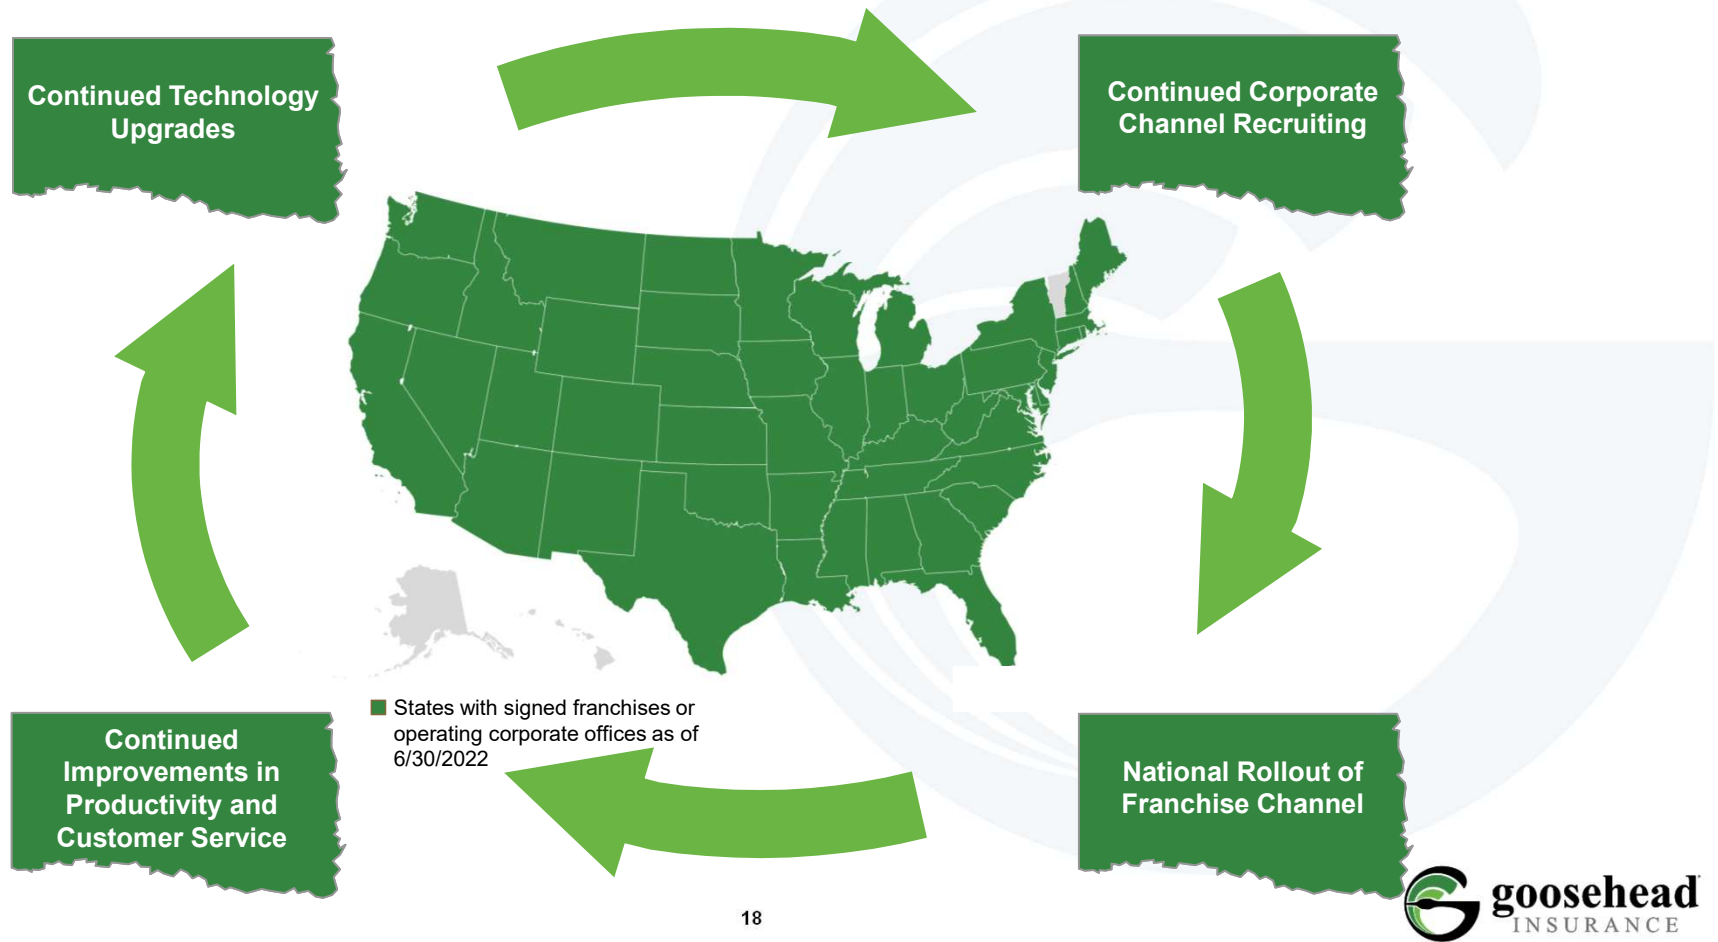 Continued Technology
Upgrades
Continued Corporate
Channel Recruiting
States with signed franchises or
operating corporate offices as of
6/30/2022
Continued
Improvements in
Productivity and
Customer Service
National Rollout of
Franchise Channel
18
goosehead
INSURANCE